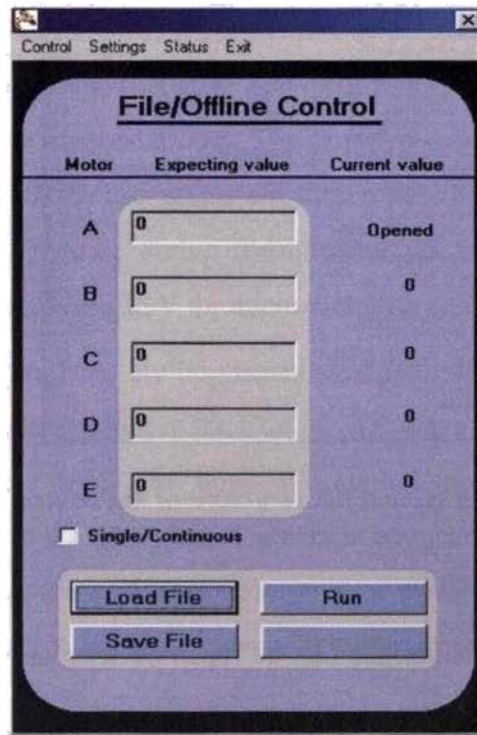 Control Settings Status Exit
File/Offline Control
Motor Expecting value Current value
A 0 Opened
B 0 0
C 0 0
D 0 0
E 0 0
Single/Continuous
Load File Run
Save File